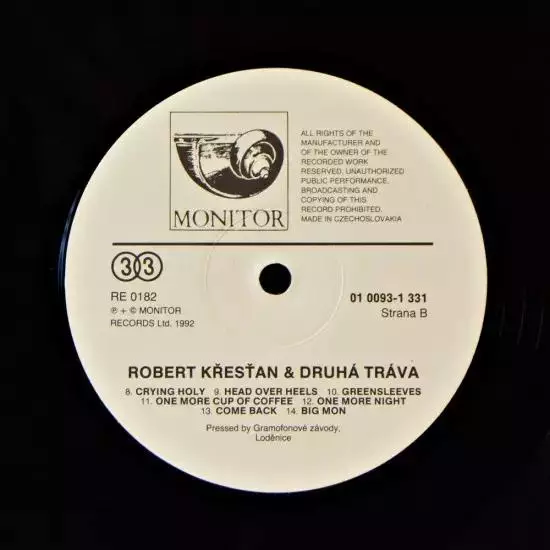 MONITOR
ALL RIGHTS OF THE
MANUFACTURER AND
OF THE OWNER OF THE
RECORDED WORK
RESERVED, UNAUTHORIZED
PUBLIC PERFORMANCE,
BROADCASTING AND
COPYING OF THIS
RECORD PROHIBITED.
MADE IN CZECHOSLOVAKIA
33
RE 0182
℗ + © MONITOR
RECORDS Ltd. 1992
01 0093-1 331
Strana B
ROBERT KŘESŤAN & DRUHÁ TRÁVA
8. CRYING HOLY 9. HEAD OVER HEELS 10. GREENSLEEVES
11. ONE MORE CUP OF COFFEE 12. ONE MORE NIGHT
13. COME BACK 14. BIG MON
Pressed by Gramofonové závody,
Loděnice